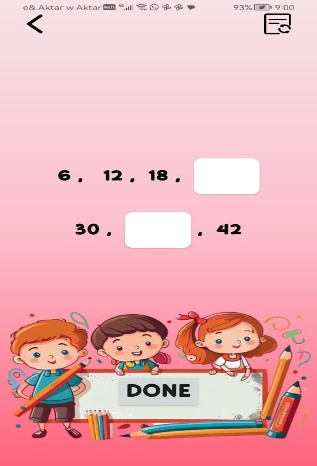 e& Aktar w Aktar 93% 9:00
6 , 12 , 18 ,
30 , , 42
DONE